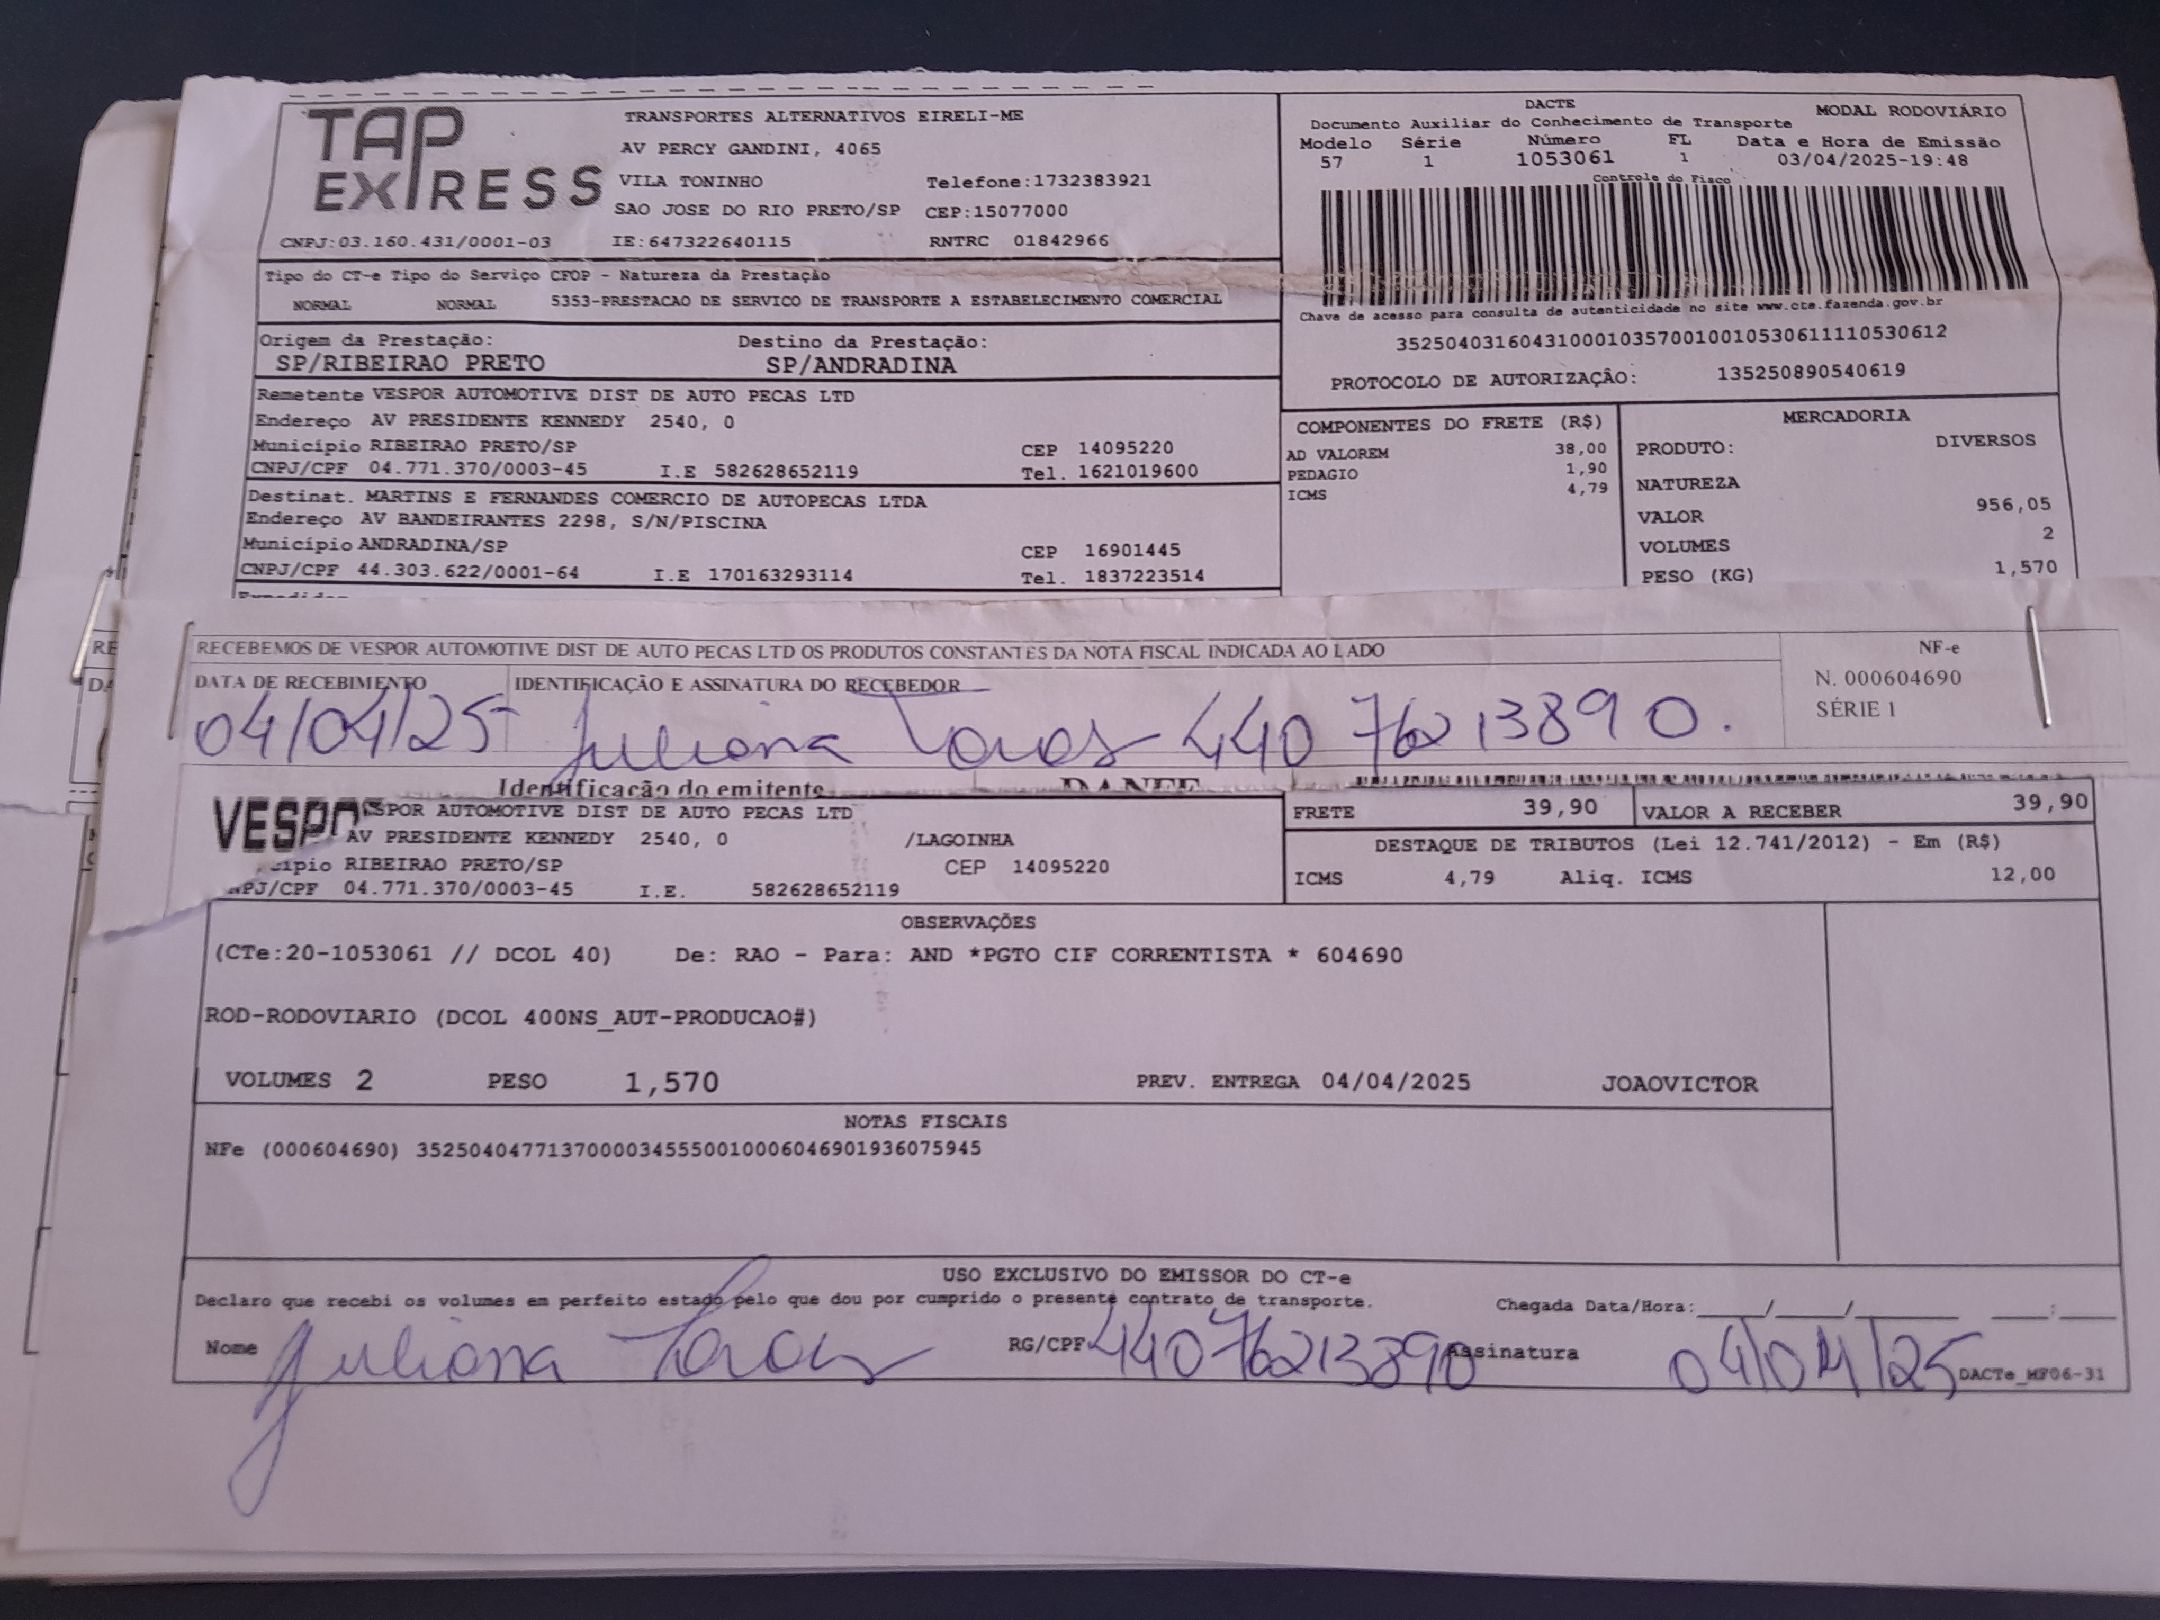 TAP EXPRESS
TRANSPORTES ALTERNATIVOS EIRELI-ME
AV PERCY GANDINI, 4065
VILA TONINHO Telefone:1732383921
SAO JOSE DO RIO PRETO/SP CEP:15077000
CNPJ:03.160.431/0001-03 IE:647322640115 RNTRC 01842966
DACTE MODAL RODOVIÁRIO
Documento Auxiliar do Conhecimento de Transporte
Modelo Série Número FL Data e Hora de Emissão
57 1 1053061 1 03/04/2025-19:48
Controle do Fisco
Chave de acesso para consulta de autenticidade no site www.cte.fazenda.gov.br
35250403160431000103570010010530611110530612
PROTOCOLO DE AUTORIZAÇÂO: 135250890540619
Tipo do CT-e Tipo do Serviço CFOP - Natureza da Prestação
NORMAL NORMAL 5353-PRESTACAO DE SERVICO DE TRANSPORTE A ESTABELECIMENTO COMERCIAL
Origem da Prestação: Destino da Prestação:
SP/RIBEIRAO PRETO SP/ANDRADINA
Remetente VESPOR AUTOMOTIVE DIST DE AUTO PECAS LTD
Endereço AV PRESIDENTE KENNEDY 2540, 0
Município RIBEIRAO PRETO/SP CEP 14095220
CNPJ/CPF 04.771.370/0003-45 I.E 582628652119 Tel. 1621019600
Destinat. MARTINS E FERNANDES COMERCIO DE AUTOPECAS LTDA
Endereço AV BANDEIRANTES 2298, S/N/PISCINA
Município ANDRADINA/SP CEP 16901445
CNPJ/CPF 44.303.622/0001-64 I.E 170163293114 Tel. 1837223514
COMPONENTES DO FRETE (R$)
AD VALOREM 38,00
PEDAGIO 1,90
ICMS 4,79
MERCADORIA
PRODUTO: DIVERSOS
NATUREZA
VALOR 956,05
VOLUMES 2
PESO (KG) 1,570
RECEBEMOS DE VESPOR AUTOMOTIVE DIST DE AUTO PECAS LTD OS PRODUTOS CONSTANTES DA NOTA FISCAL INDICADA AO LADO
NF-e
N. 000604690
SÉRIE 1
DATA DE RECEBIMENTO IDENTIFICAÇÃO E ASSINATURA DO RECEBEDOR
04/04/25 Juliana 44076213890.
Identificação do emitente DANFE
VESPO
SPOR AUTOMOTIVE DIST DE AUTO PECAS LTD
AV PRESIDENTE KENNEDY 2540, 0 /LAGOINHA
cípio RIBEIRAO PRETO/SP CEP 14095220
NPJ/CPF 04.771.370/0003-45 I.E. 582628652119
FRETE 39,90 VALOR A RECEBER 39,90
DESTAQUE DE TRIBUTOS (Lei 12.741/2012) - Em (R$)
ICMS 4,79 Aliq. ICMS 12,00
OBSERVAÇÕES
(CTe:20-1053061 // DCOL 40) De: RAO - Para: AND *PGTO CIF CORRENTISTA * 604690
ROD-RODOVIARIO (DCOL 400NS_AUT-PRODUCAO#)
VOLUMES 2 PESO 1,570 PREV. ENTREGA 04/04/2025 JOAOVICTOR
NOTAS FISCAIS
NFe (000604690) 35250404771370000345550010006046901936075945
USO EXCLUSIVO DO EMISSOR DO CT-e
Declaro que recebi os volumes em perfeito estado pelo que dou por cumprido o presente contrato de transporte. Chegada Data/Hora:____/____/______ ___:___
Nome Juliana RG/CPF 44076213890 Assinatura 04/04/25 DACTe_MF06-31